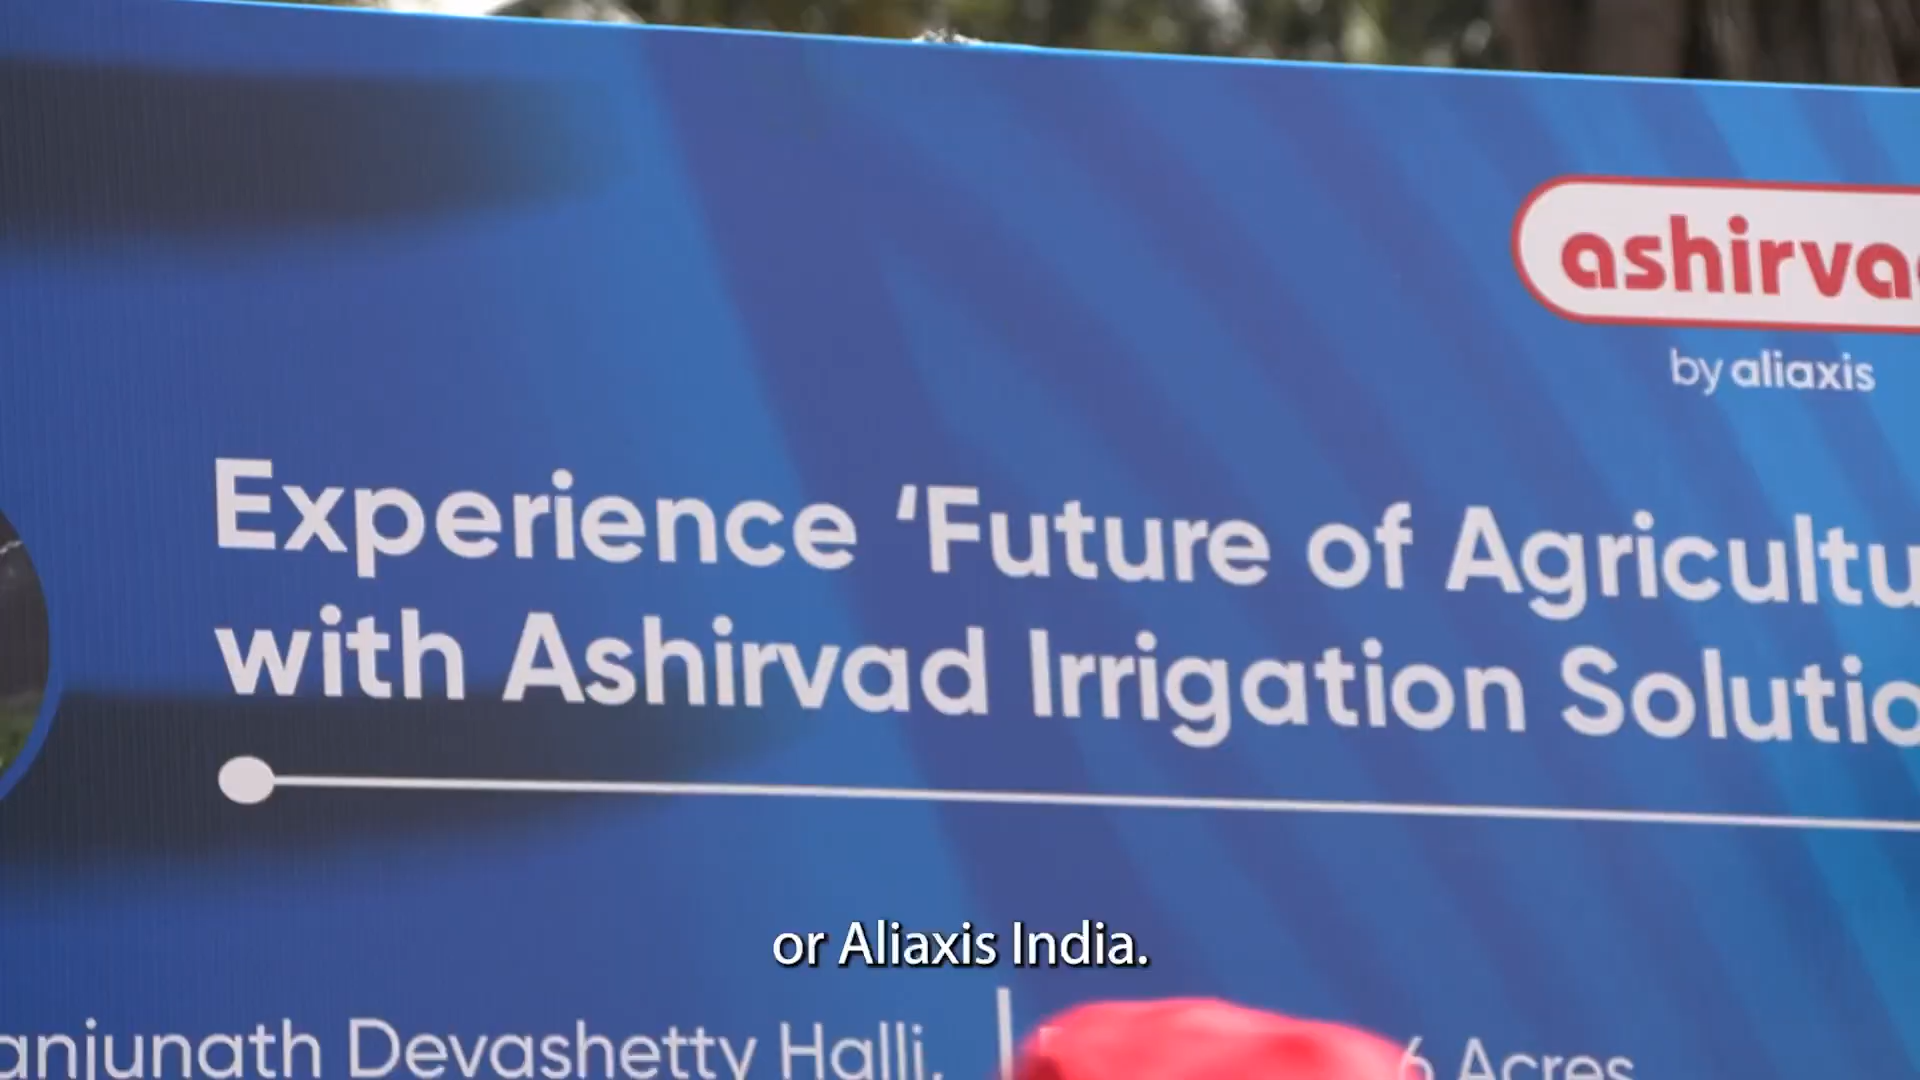 ashirva
by aliaxis
Experience ‘Future of Agricultu
with Ashirvad Irrigation Solutio
or Aliaxis India.
anjunath Devashetty Halli,
6 Acres